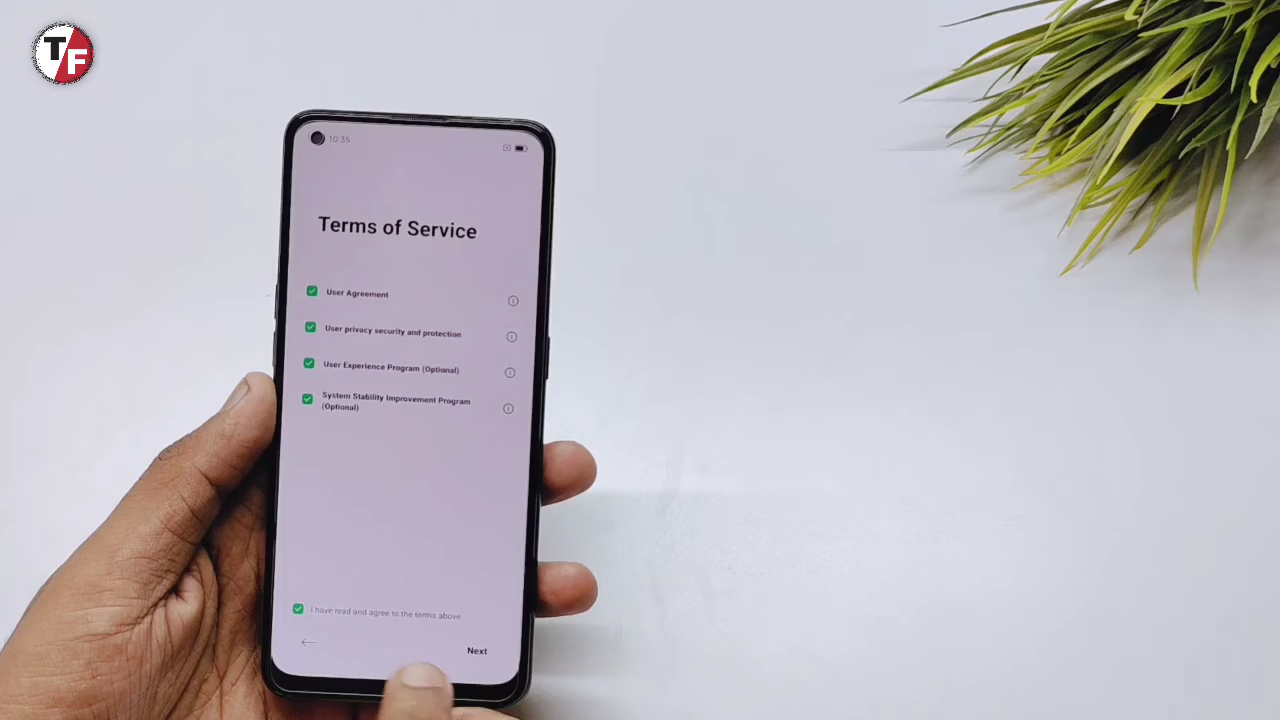 TF
10:35
Terms of Service
User Agreement
User privacy security and protection
User Experience Program (Optional)
System Stability Improvement Program
(Optional)
I have read and agree to the terms above.
Next